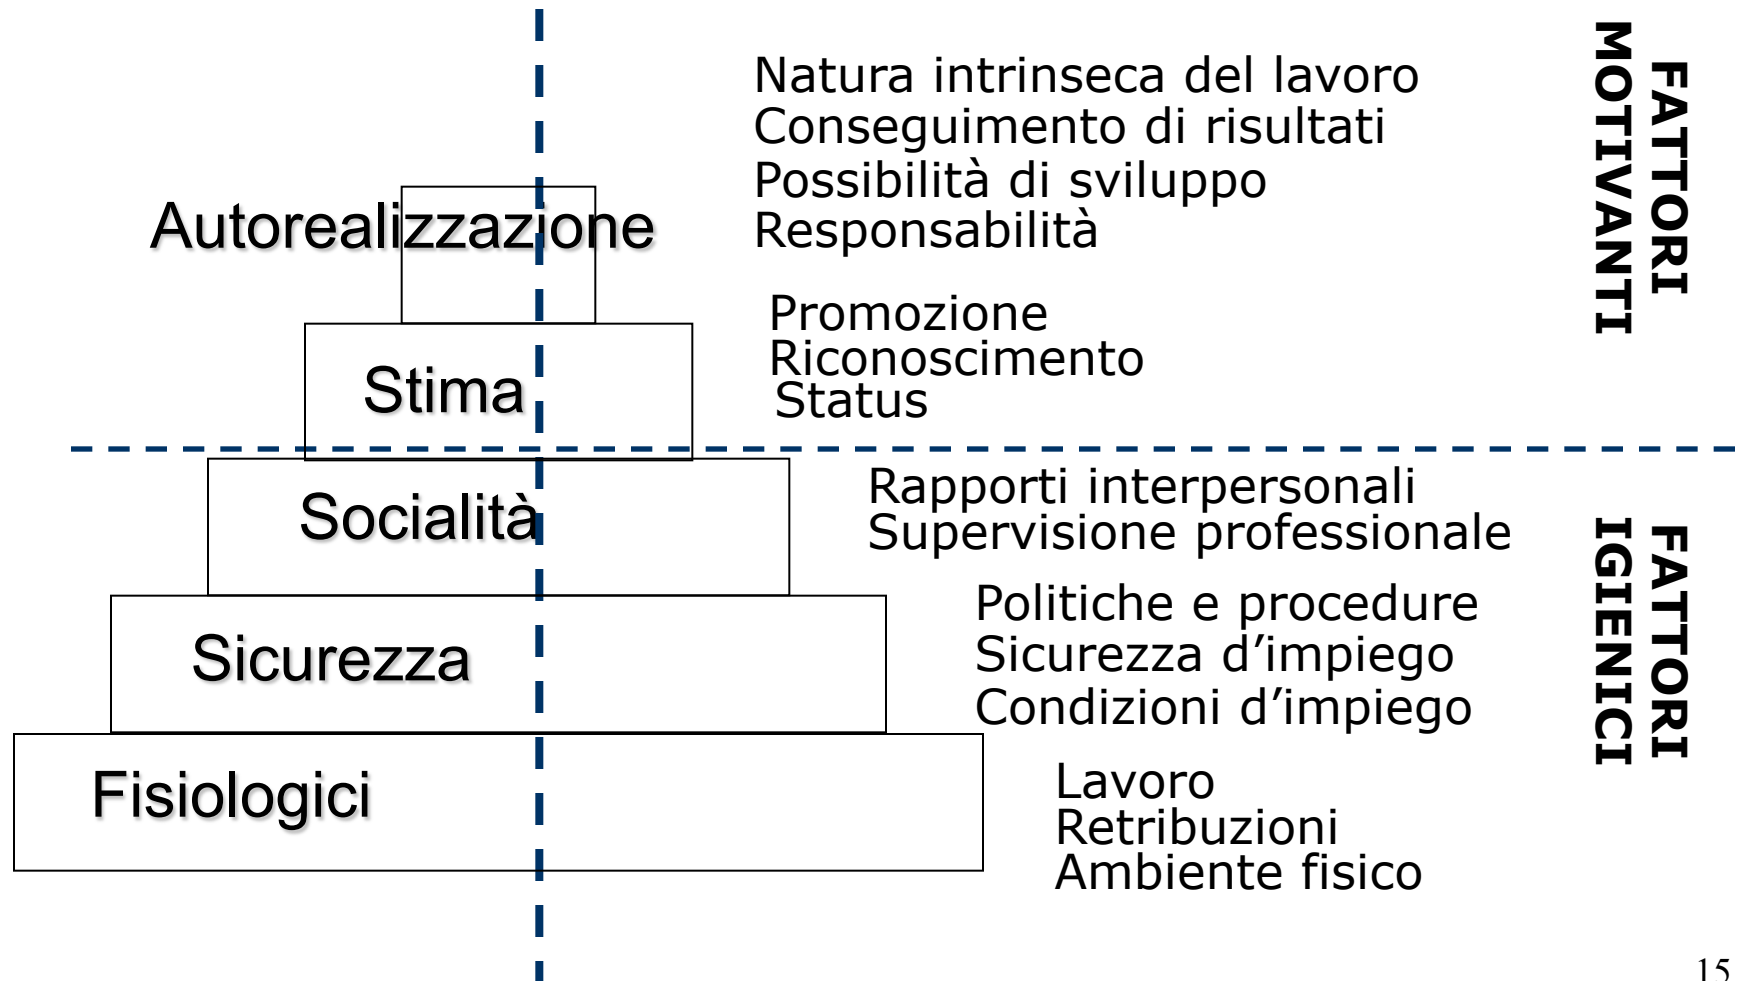 Natura intrinseca del lavoro
Conseguimento di risultati
Possibilità di sviluppo
Responsabilità
Autorealizzazione
Promozione
Riconoscimento
Status
Stima
FATTORI
MOTIVANTI
Rapporti interpersonali
Supervisione professionale
Socialità
Politiche e procedure
Sicurezza d’impiego
Condizioni d’impiego
Sicurezza
Lavoro
Retribuzioni
Ambiente fisico
Fisiologici
FATTORI
IGIENICI
15